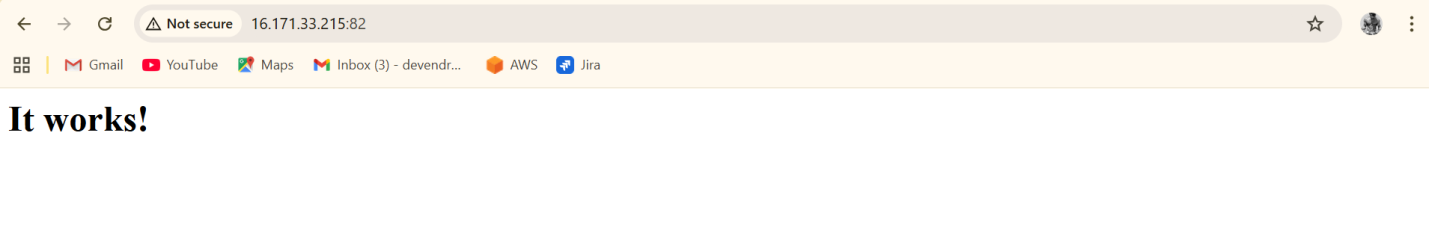 Not secure 16.171.33.215:82
Gmail YouTube Maps Inbox (3) - devendr... AWS Jira
It works!